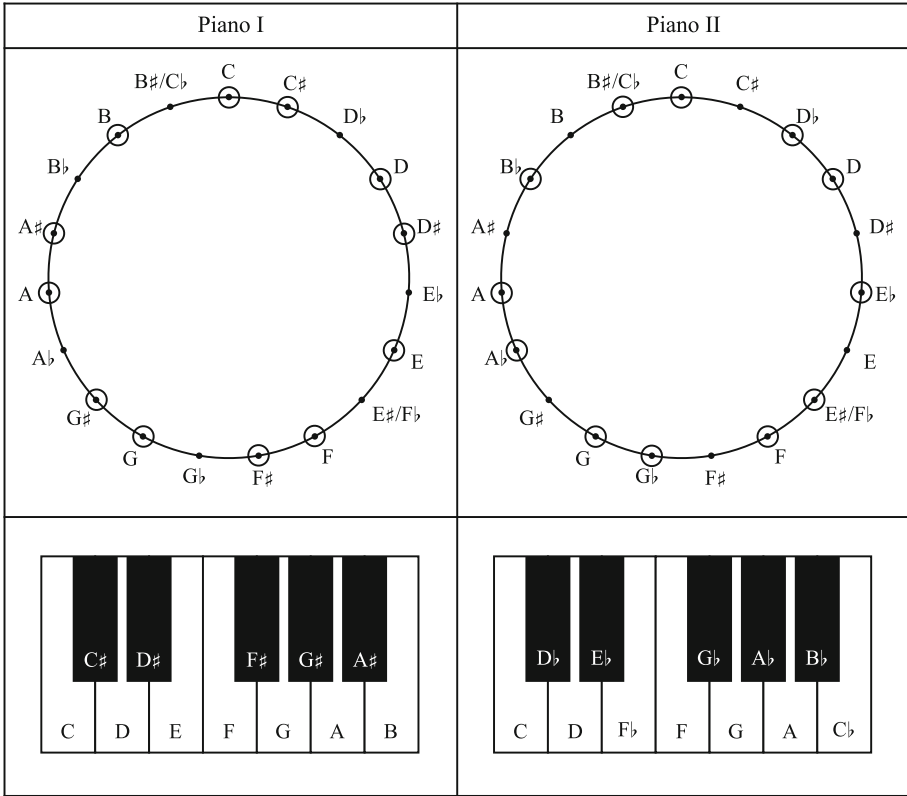 Piano I
Piano II
C
C♯
D♭
D
D♯
E♭
E
E♯/F♭
F
F♯
G♭
G
G♯
A♭
A
A♯
B♭
B
B♯/C♭
C
C♯
D♭
D
D♯
E♭
E
E♯/F♭
F
F♯
G♭
G
G♯
A♭
A
A♯
B♭
B
B♯/C♭
C♯ D♯ F♯ G♯ A♯
C D E F G A B
D♭ E♭ G♭ A♭ B♭
C D F♭ F G A C♭